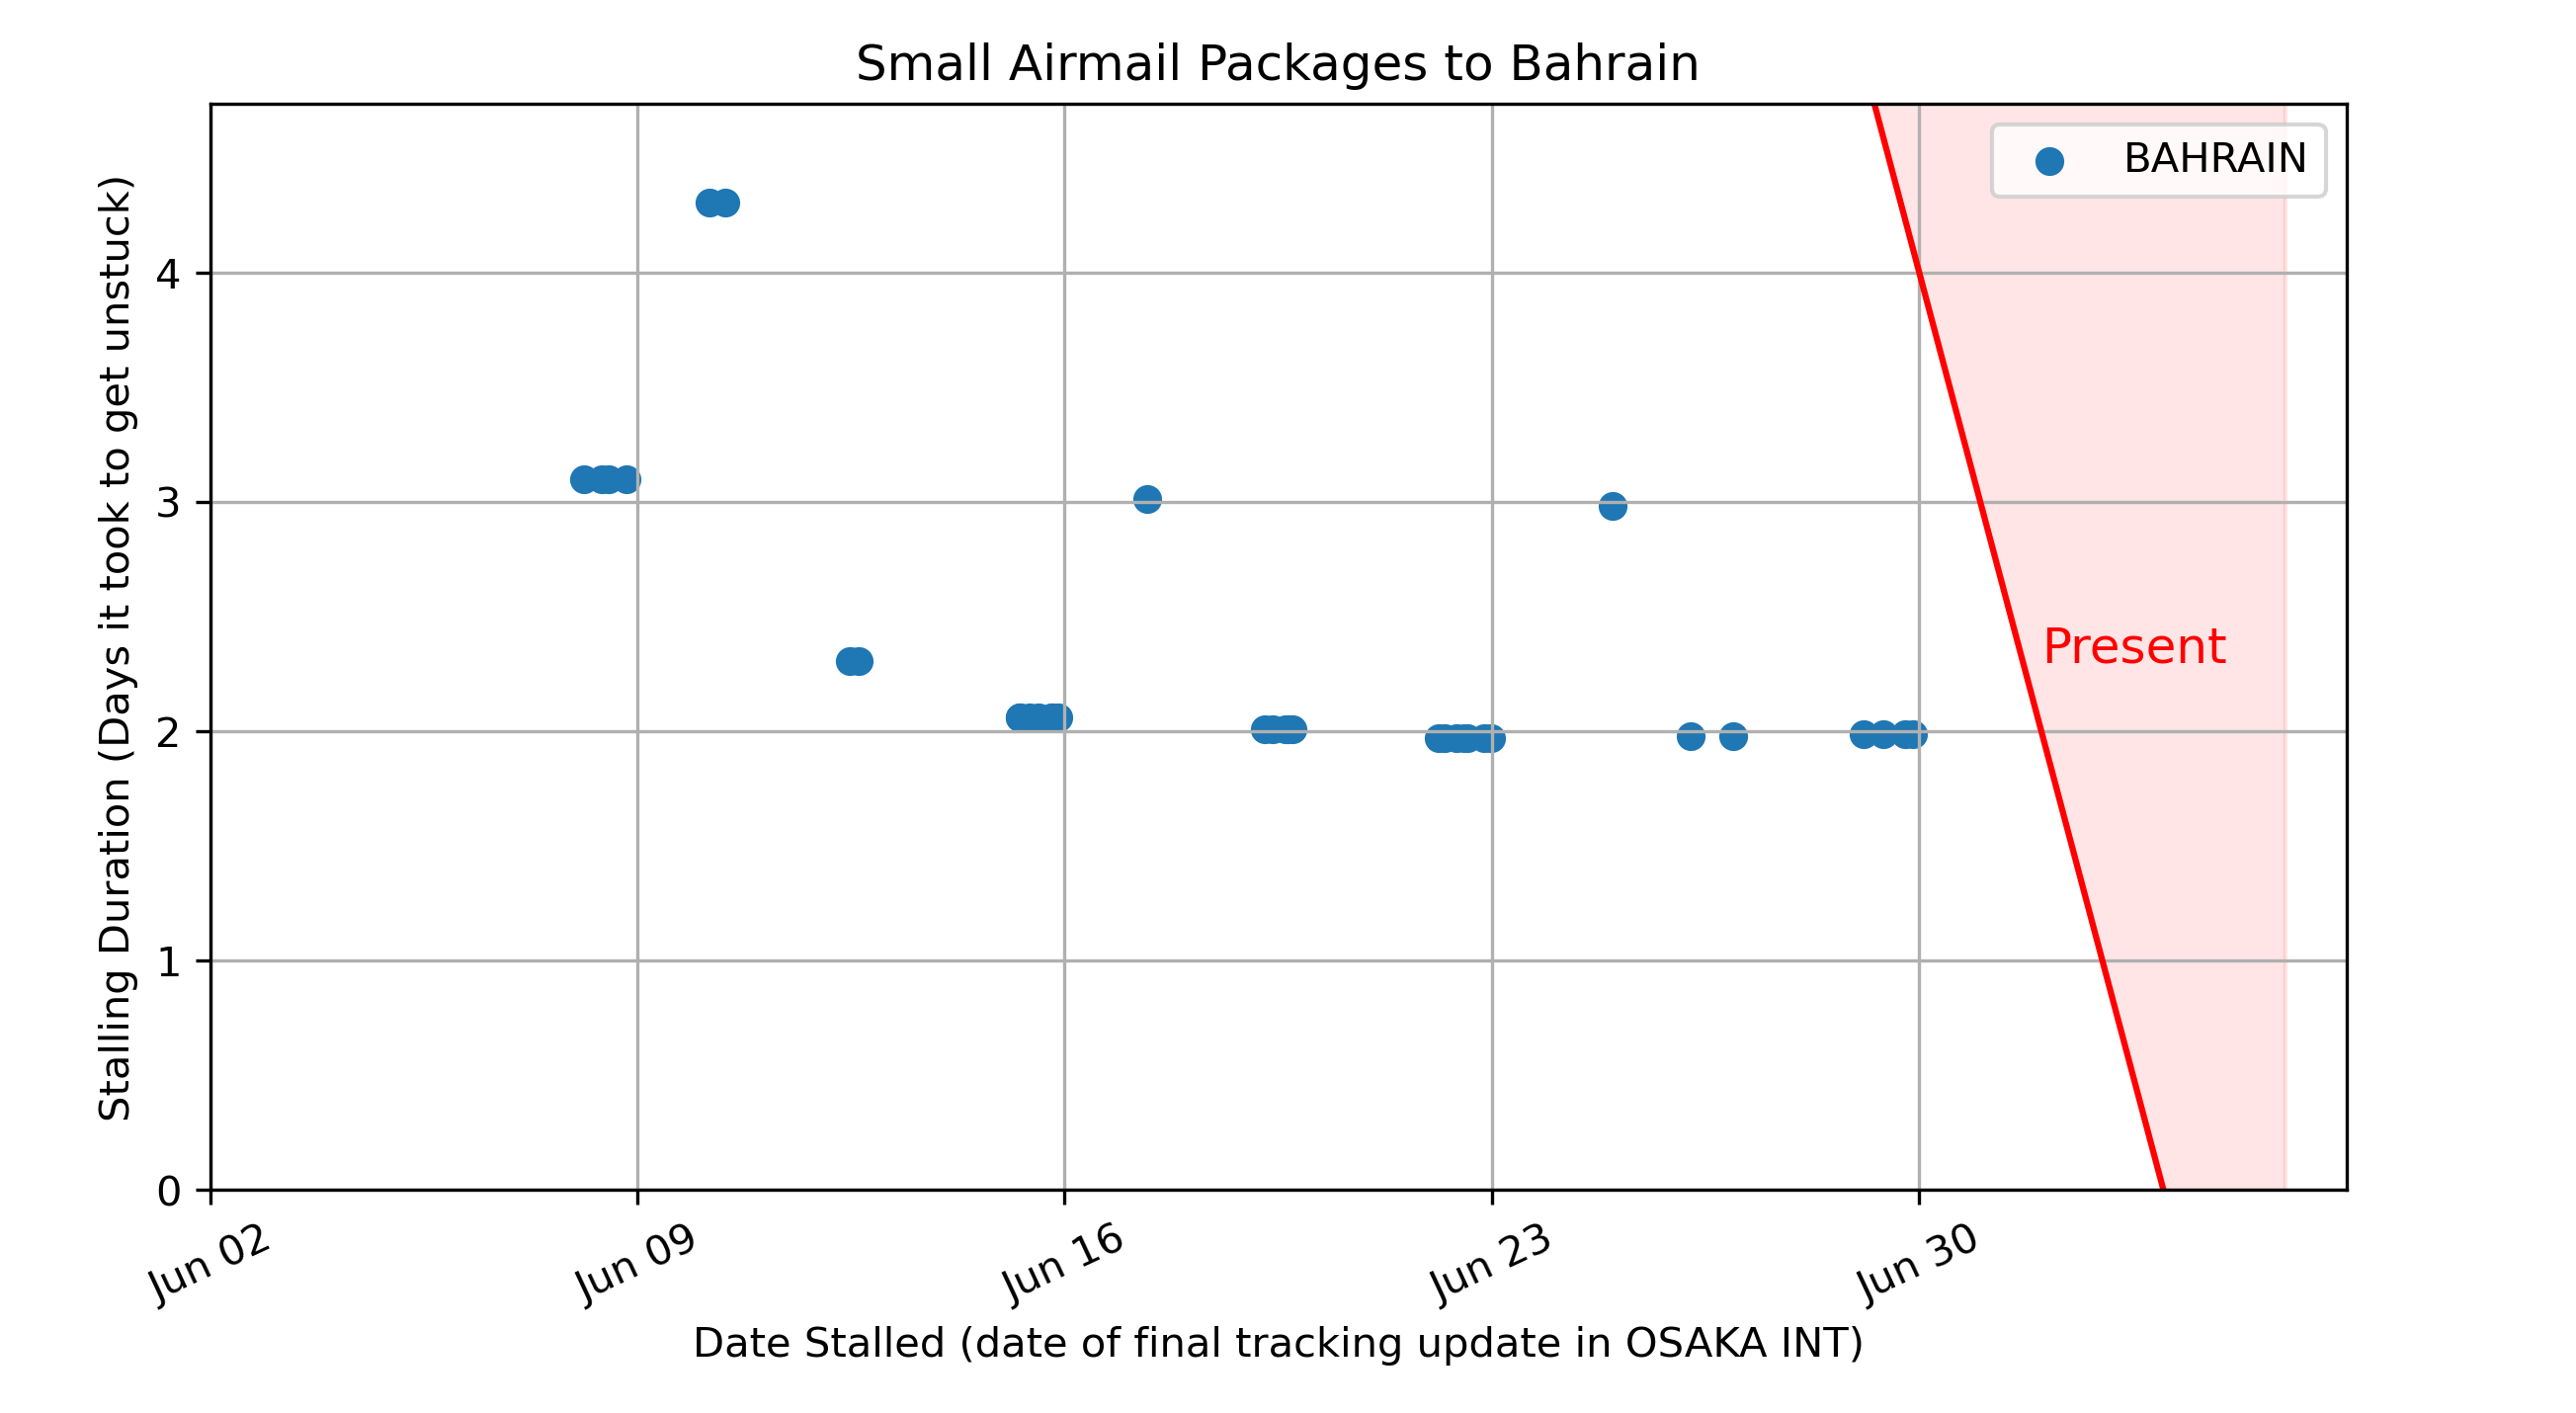 Small Airmail Packages to Bahrain
BAHRAIN
Stalling Duration (Days it took to get unstuck)
4
3
2
1
0
Present
Jun 02
Jun 09
Jun 16
Jun 23
Jun 30
Date Stalled (date of final tracking update in OSAKA INT)